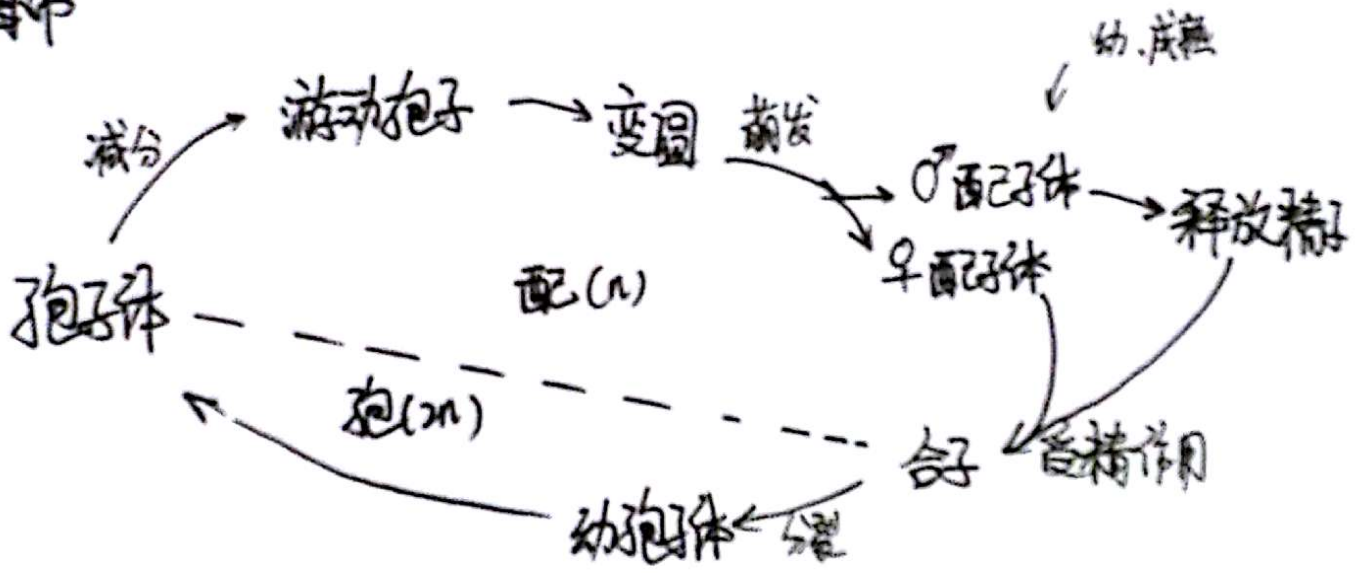 幼、成熟
减分
游动孢子
变圆
萌发
♂配子体
释放精子
♀配子体
孢子体
配(n)
孢(2n)
合子
受精作用
幼孢子体
分裂